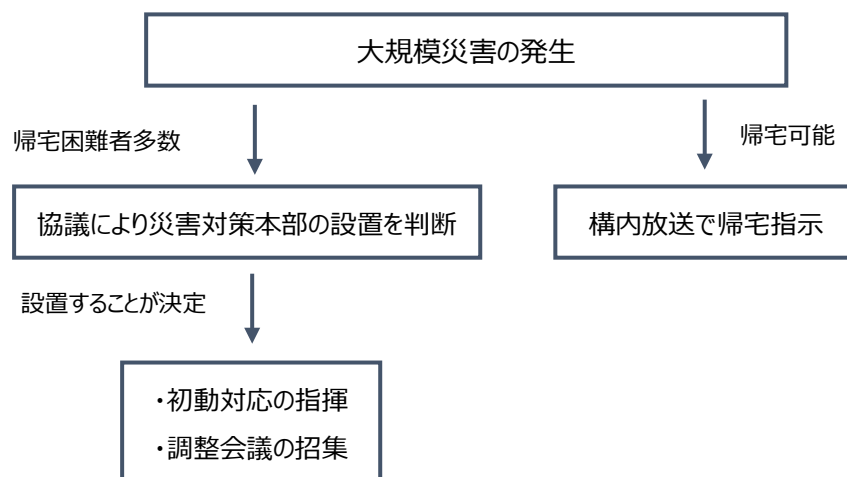 大規模災害の発生
帰宅困難者多数
帰宅可能
協議により災害対策本部の設置を判断
構内放送で帰宅指示
設置することが決定
・初動対応の指揮
・調整会議の招集